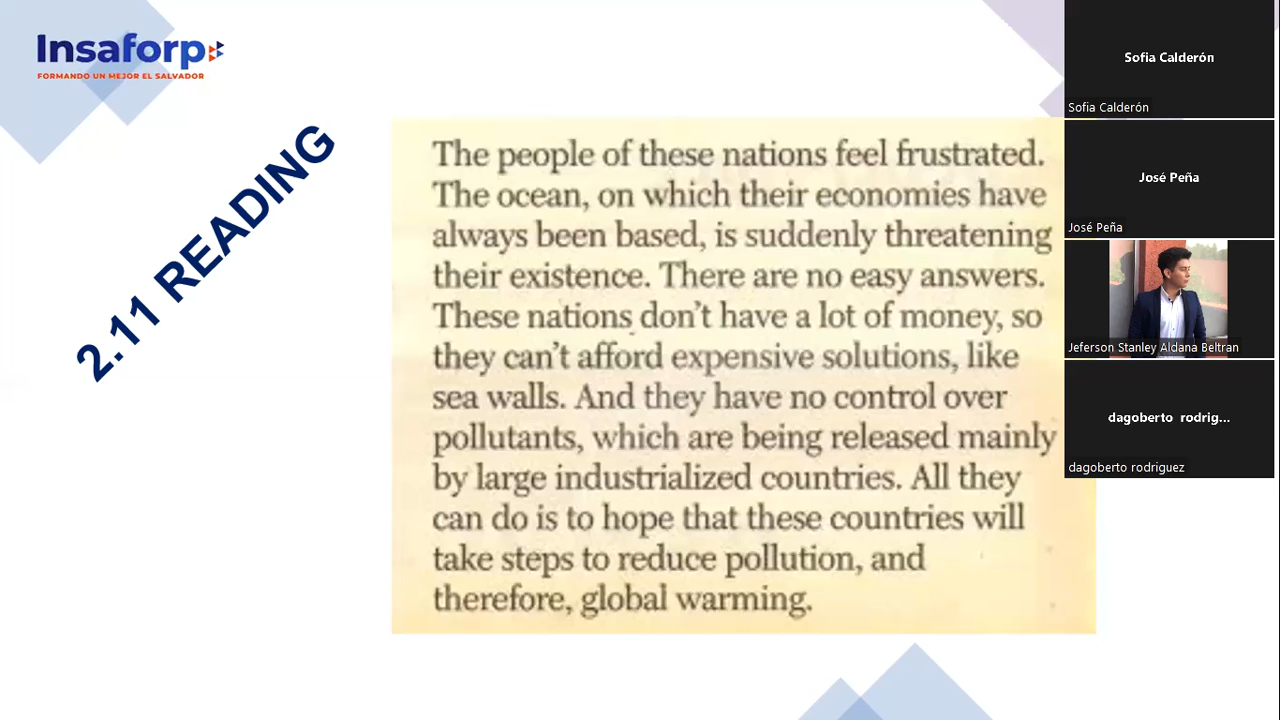 Insaforp
FORMANDO UN MEJOR EL SALVADOR
2.11 READING
The people of these nations feel frustrated.
The ocean, on which their economies have
always been based, is suddenly threatening
their existence. There are no easy answers.
These nations don't have a lot of money, so
they can't afford expensive solutions, like
sea walls. And they have no control over
pollutants, which are being released mainly
by large industrialized countries. All they
can do is to hope that these countries will
take steps to reduce pollution, and
therefore, global warming.
Sofia Calderón
Sofia Calderón
José Peña
José Peña
Jeferson Stanley Aldana Beltran
dagoberto rodrig...
dagoberto rodriguez